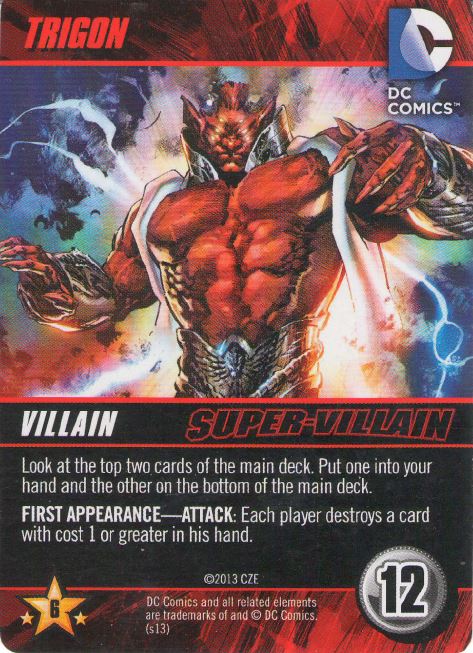 TRIGON
DC
COMICS™
VILLAIN
SUPER-VILLAIN
Look at the top two cards of the main deck. Put one into your
hand and the other on the bottom of the main deck.
FIRST APPEARANCE—ATTACK: Each player destroys a card
with cost 1 or greater in his hand.
©2013 CZE
6
DC Comics and all related elements
are trademarks of and © DC Comics.
(s13)
12